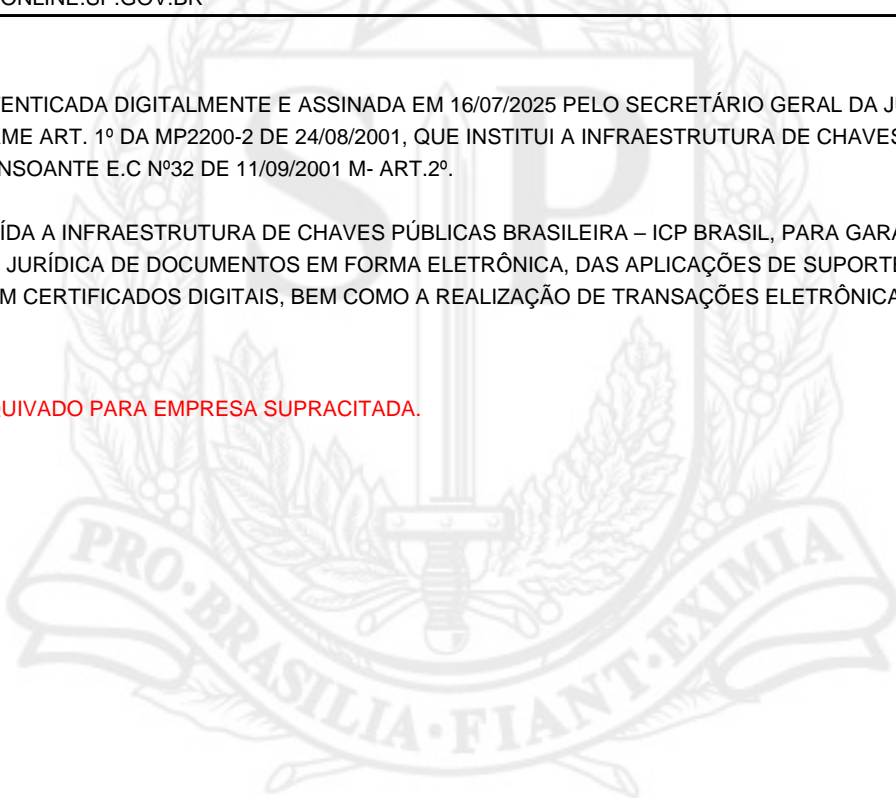 ONLINE.SP.GOV.BR
ENTICADA DIGITALMENTE E ASSINADA EM 16/07/2025 PELO SECRETÁRIO GERAL DA J
ME ART. 1º DA MP2200-2 DE 24/08/2001, QUE INSTITUI A INFRAESTRUTURA DE CHAVES
NSOANTE E.C Nº32 DE 11/09/2001 M- ART.2º.
ÍDA A INFRAESTRUTURA DE CHAVES PÚBLICAS BRASILEIRA – ICP BRASIL, PARA GARA
JURÍDICA DE DOCUMENTOS EM FORMA ELETRÔNICA, DAS APLICAÇÕES DE SUPORTE
M CERTIFICADOS DIGITAIS, BEM COMO A REALIZAÇÃO DE TRANSAÇÕES ELETRÔNICA
UIVADO PARA EMPRESA SUPRACITADA.
SP
PRO·BRASILIA·FIANT·EXIMIA